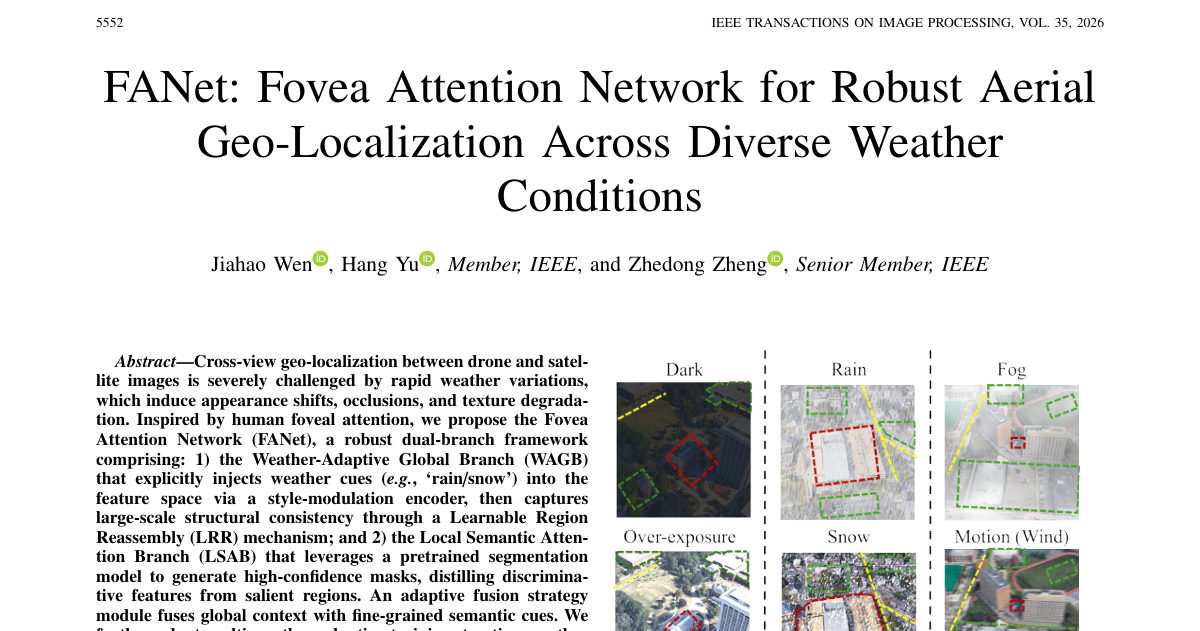 5552
IEEE TRANSACTIONS ON IMAGE PROCESSING, VOL. 35, 2026
FANet: Fovea Attention Network for Robust Aerial
Geo-Localization Across Diverse Weather
Conditions
Jiahao Wen, Hang Yu, Member, IEEE, and Zhedong Zheng, Senior Member, IEEE
Abstract—Cross-view geo-localization between drone and satel-
lite images is severely challenged by rapid weather variations,
which induce appearance shifts, occlusions, and texture degrada-
tion. Inspired by human foveal attention, we propose the Fovea
Attention Network (FANet), a robust dual-branch framework
comprising: 1) the Weather-Adaptive Global Branch (WAGB)
that explicitly injects weather cues (e.g., ‘rain/snow’) into the
feature space via a style-modulation encoder, then captures
large-scale structural consistency through a Learnable Region
Reassembly (LRR) mechanism; and 2) the Local Semantic Atten-
tion Branch (LSAB) that leverages a pretrained segmentation
model to generate high-confidence masks, distilling discrimina-
tive features from salient regions. An adaptive fusion strategy
module fuses global context with fine-grained semantic cues. We
Dark
Rain
Fog
Over-exposure
Snow
Motion (Wind)